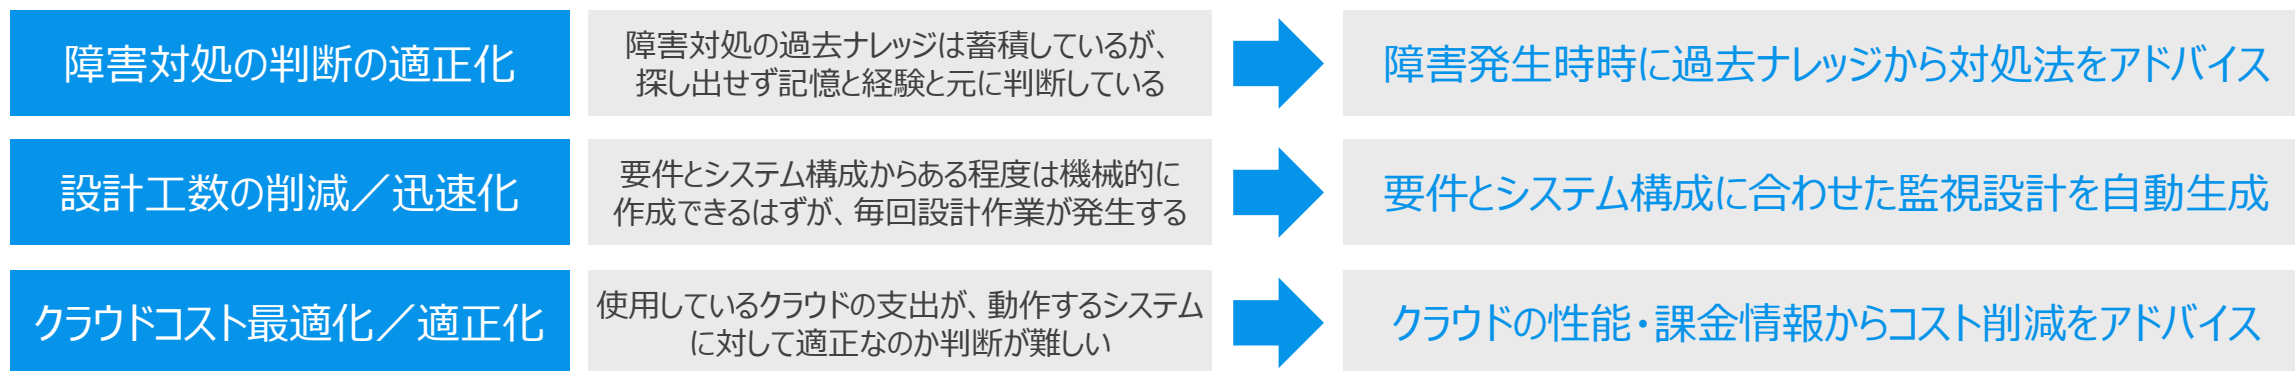 障害対処の判断の適正化
障害対処の過去ナレッジは蓄積しているが、
探し出せず記憶と経験と元に判断している
障害発生時時に過去ナレッジから対処法をアドバイス
設計工数の削減／迅速化
要件とシステム構成からある程度は機械的に
作成できるはずが、毎回設計作業が発生する
要件とシステム構成に合わせた監視設計を自動生成
クラウドコスト最適化／適正化
使用しているクラウドの支出が、動作するシステム
に対して適正なのか判断が難しい
クラウドの性能・課金情報からコスト削減をアドバイス